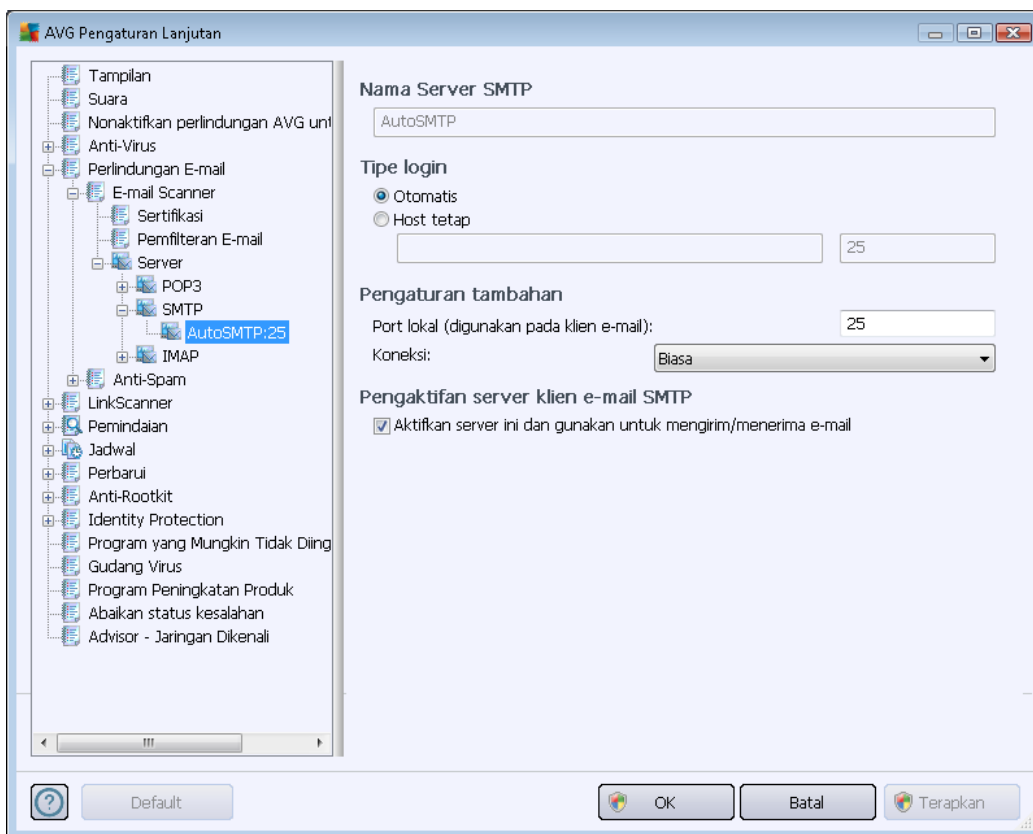 AVG Pengaturan Lanjutan
Tampilan
Suara
Nonaktifkan perlindungan AVG unt
Anti-Virus
Perlindungan E-mail
E-mail Scanner
Sertifikasi
Pemfilteran E-mail
Server
POP3
SMTP
AutoSMTP:25
IMAP
Anti-Spam
LinkScanner
Pemindaian
Jadwal
Perbarui
Anti-Rootkit
Identity Protection
Program yang Mungkin Tidak Diing
Gudang Virus
Program Peningkatan Produk
Abaikan status kesalahan
Advisor - Jaringan Dikenali
Nama Server SMTP
AutoSMTP
Tipe login
Otomatis
Host tetap
25
Pengaturan tambahan
Port lokal (digunakan pada klien e-mail): 25
Koneksi: Biasa
Pengaktifan server klien e-mail SMTP
Aktifkan server ini dan gunakan untuk mengirim/menerima e-mail
? Default OK Batal Terapkan